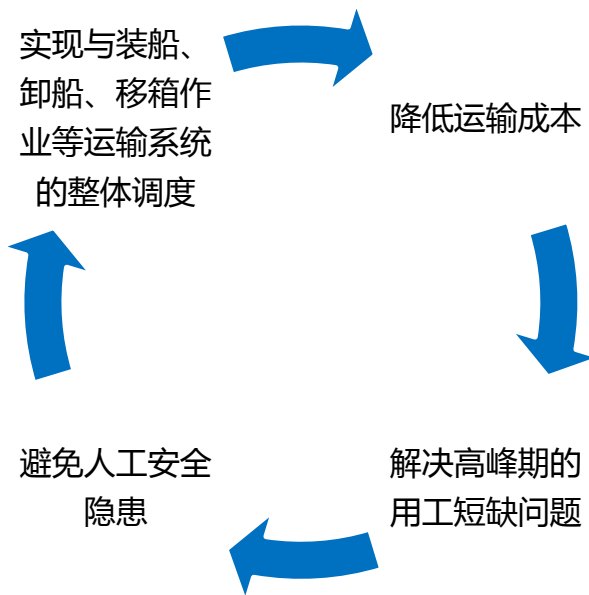 实现与装船、
卸船、移箱作
业等运输系统
的整体调度
降低运输成本
解决高峰期的
用工短缺问题
避免人工安全
隐患